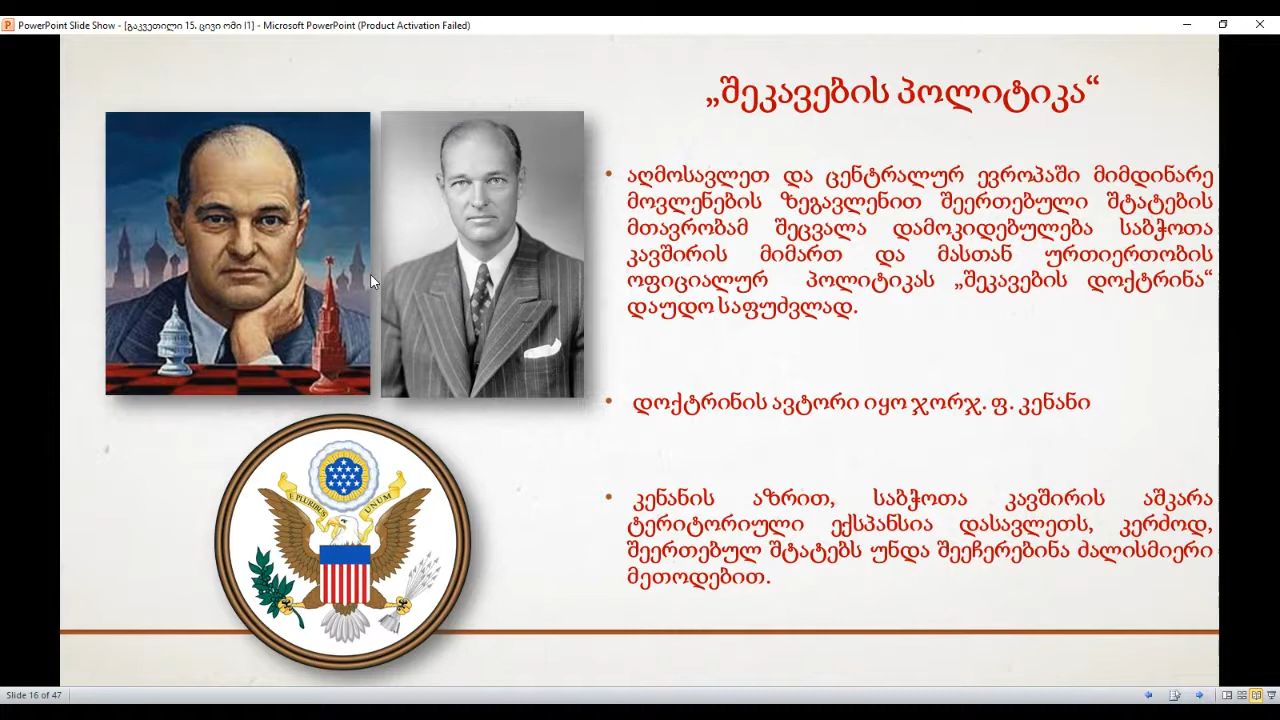 PowerPoint Slide Show - [გაკვეთილი 15. ცივი ომი I1] - Microsoft PowerPoint (Product Activation Failed)
„შეკავების პოლიტიკა“
• აღმოსავლეთ და ცენტრალურ ევროპაში მიმდინარე
მოვლენების ზეგავლენით შეერთებული შტატების
მთავრობამ შეცვალა დამოკიდებულება საბჭოთა
კავშირის მიმართ და მასთან ურთიერთობის
ოფიციალურ პოლიტიკას „შეკავების დოქტრინა“
დაუდო საფუძვლად.
• დოქტრინის ავტორი იყო ჯორჯ. ფ. კენანი
• კენანის აზრით, საბჭოთა კავშირის აშკარა
ტერიტორიული ექსპანსია დასავლეთს, კერძოდ,
შეერთებულ შტატებს უნდა შეეჩერებინა ძალისმიერი
მეთოდებით.
E PLURIBUS UNUM
Slide 16 of 47